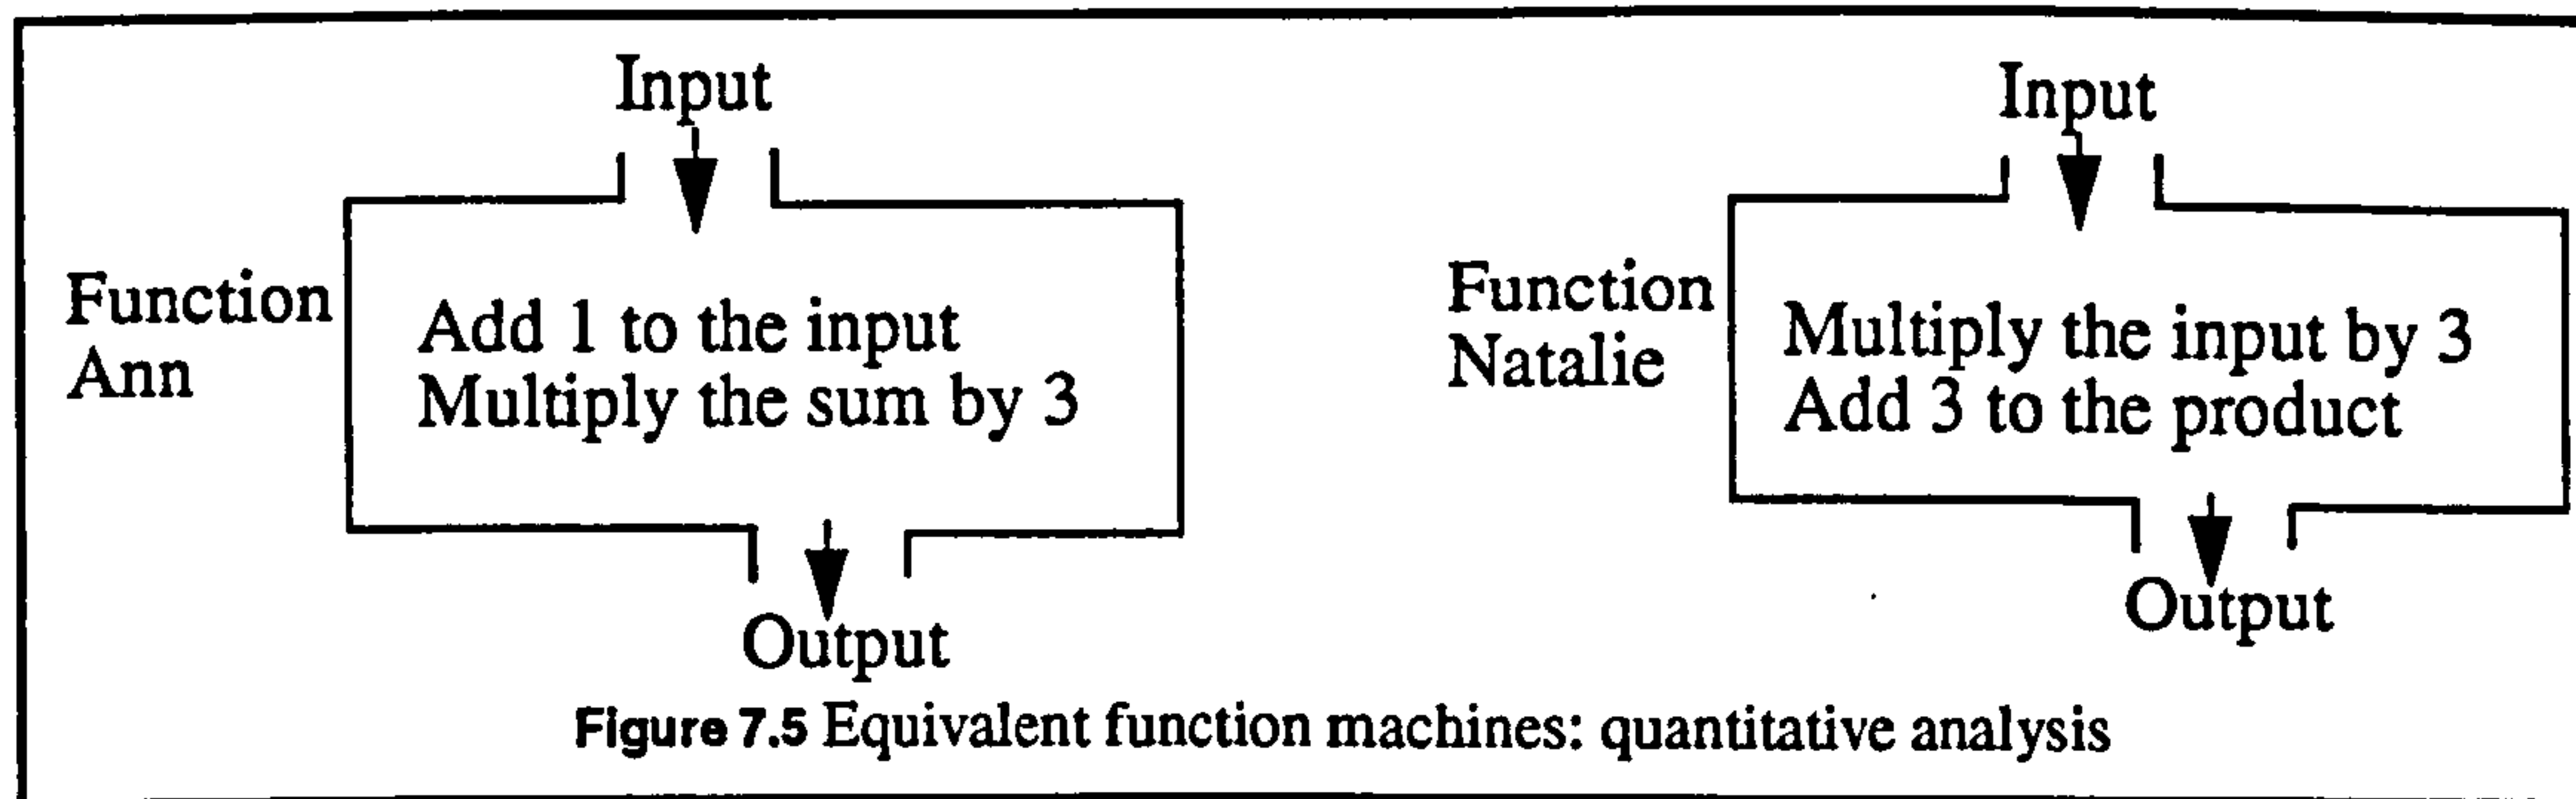 Input
Function
Ann
Add 1 to the input
Multiply the sum by 3
Output
Input
Function
Natalie
Multiply the input by 3
Add 3 to the product
Output
Figure 7.5 Equivalent function machines: quantitative analysis